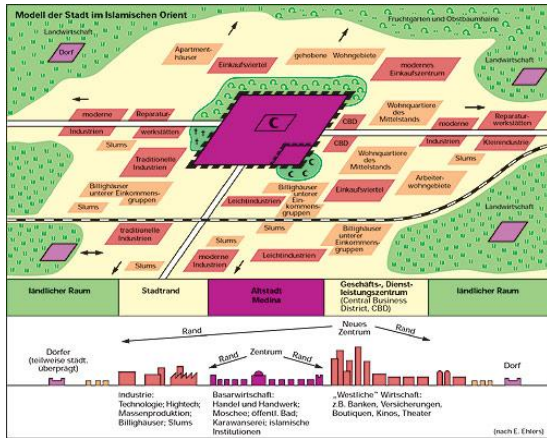 Modell der Stadt im Islamischen Orient
Fruchtgärten und Obstbaumhaine
Landwirtschaft
Dorf
Apartment-
häuser
Einkaufsviertel
gehobene Wohngebiete
modernes
Einkaufszentrum
Landwirtschaft
moderne
Industrien
Reparatur-
werkstätten
Slums
Traditionelle
Industrien
CBD
CBD
Wohnquartiere
des Mittelstands
Wohnquartiere
des
Mittelstands
moderne
Industrien
Reparatur-
werkstätten
Kleinindustrie
Slums
Arbeiter-
wohngebiete
Billighäuser
unterer Einkommens-
gruppen
Slums
Leichtindustrien
Billighäuser
unterer
Ein-
kommens-
gruppen
Einkaufsviertel
Landwirtschaft
traditionelle
Industrien
Slums
moderne
Industrien
Slums
Slums
Leichtindustrien
Billighäuser
unterer
Einkommens-
gruppen
ländlicher Raum
Stadtrand
Altstadt
Medina
Geschäfts-, Dienst-
leistungszentrum
(Central Business
District, CBD)
ländlicher Raum
Rand
Neues
Zentrum
Rand
Dörfer
(teilweise städt.
überprägt)
Rand
Zentrum
Rand
Dorf
Industrie:
Technologie; Hightech;
Massenproduktion;
Billighäuser; Slums
Basarwirtschaft:
Handel und Handwerk;
Moschee; öffentl. Bad;
Karawanserei; islamische
Institutionen
„Westliche" Wirtschaft:
z.B. Banken, Versicherungen,
Boutiquen, Kinos, Theater
(nach E. Ehlers)